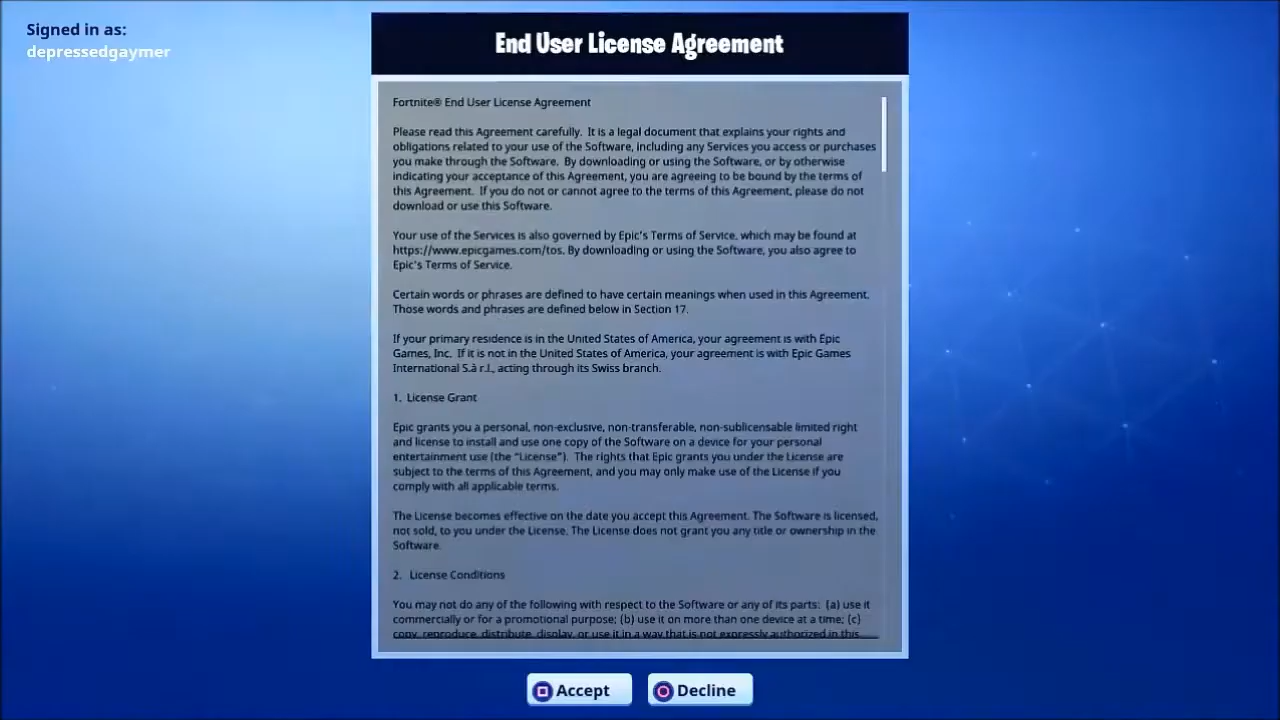 Signed in as:
depressedgaymer
End User License Agreement
Fortnite® End User License Agreement
Please read this Agreement carefully. It is a legal document that explains your rights and
obligations related to your use of the Software, including any Services you access or purchases
you make through the Software. By downloading or using the Software, or by otherwise
indicating your acceptance of this Agreement, you are agreeing to be bound by the terms of
this Agreement. If you do not or cannot agree to the terms of this Agreement, please do not
download or use this Software.
Your use of the Services is also governed by Epic's Terms of Service, which may be found at
https://www.epicgames.com/tos. By downloading or using the Software, you also agree to
Epic's Terms of Service.
Certain words or phrases are defined to have certain meanings when used in this Agreement.
Those words and phrases are defined below in Section 17.
If your primary residence is in the United States of America, your agreement is with Epic
Games, Inc. If it is not in the United States of America, your agreement is with Epic Games
International S.à r.l., acting through its Swiss branch.
1. License Grant
Epic grants you a personal, non-exclusive, non-transferable, non-sublicensable limited right
and license to install and use one copy of the Software on a device for your personal
entertainment use (the "License"). The rights that Epic grants you under the License are
subject to the terms of this Agreement, and you may only make use of the License if you
comply with all applicable terms.
The License becomes effective on the date you accept this Agreement. The Software is licensed,
not sold, to you under the License. The License does not grant you any title or ownership in the
Software.
2. License Conditions
You may not do any of the following with respect to the Software or any of its parts: (a) use it
commercially or for a promotional purpose; (b) use it on more than one device at a time; (c)
copy, reproduce, distribute, display, or use it in a way that is not expressly authorized in this
Accept
Decline